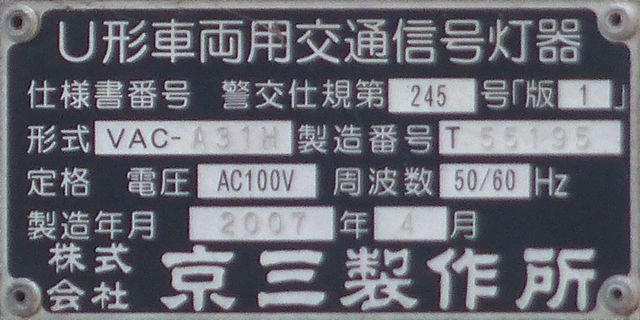 U形車両用交通信号灯器
仕様書番号 警交仕規第 245 号「版 1」
形式 VAC-A31H 製造番号 T 55195
定格 電圧 AC100V 周波数 50/60 Hz
製造年月 2007 年 4 月
株式会社 京三製作所